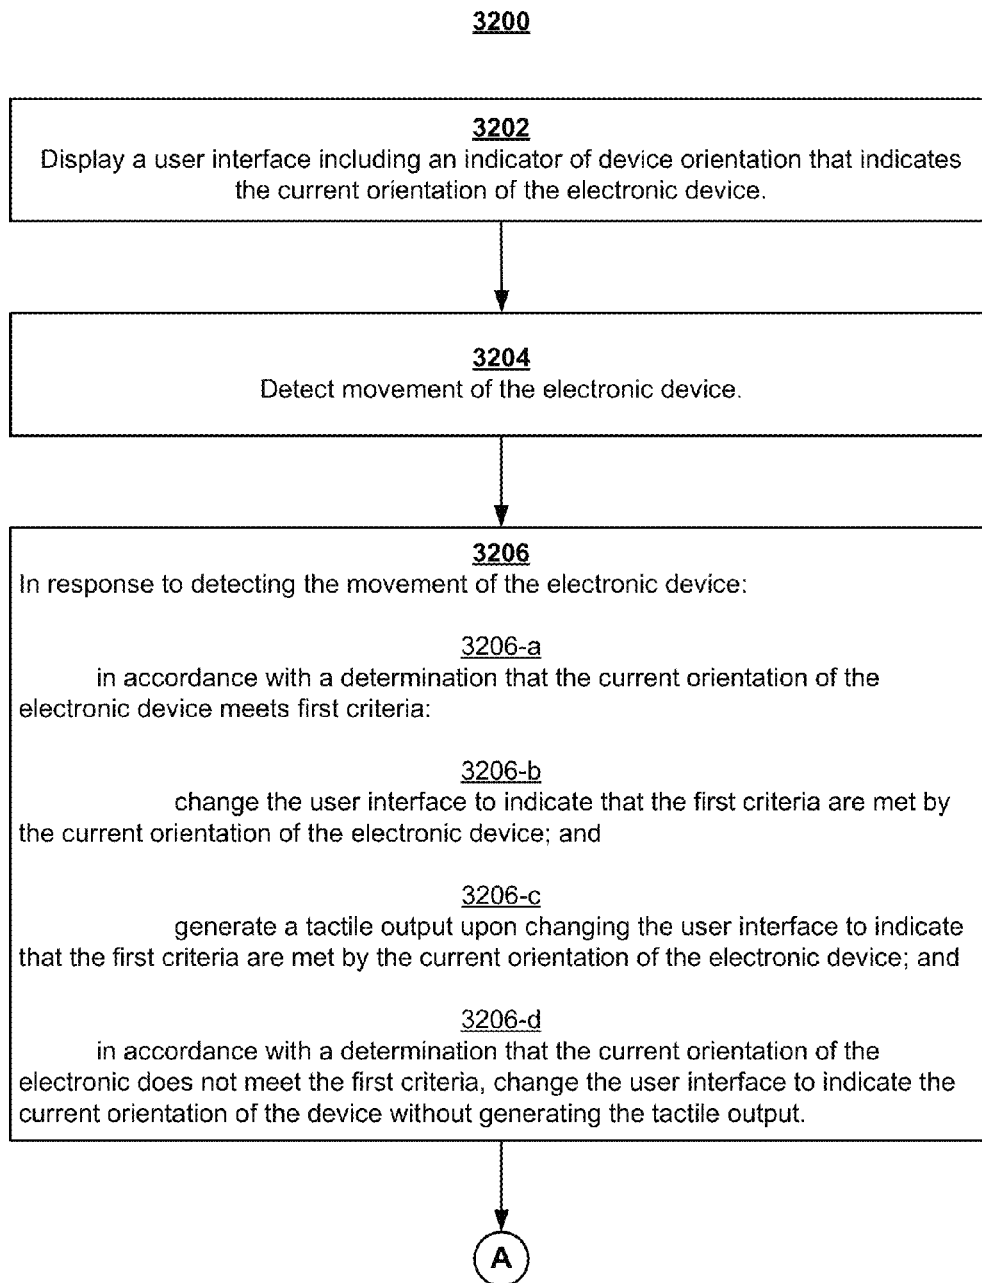 3200
3202
Display a user interface including an indicator of device orientation that indicates
the current orientation of the electronic device.
3204
Detect movement of the electronic device.
3206
In response to detecting the movement of the electronic device:
3206-a
in accordance with a determination that the current orientation of the
electronic device meets first criteria:
3206-b
change the user interface to indicate that the first criteria are met by
the current orientation of the electronic device; and
3206-c
generate a tactile output upon changing the user interface to indicate
that the first criteria are met by the current orientation of the electronic device; and
3206-d
in accordance with a determination that the current orientation of the
electronic does not meet the first criteria, change the user interface to indicate the
current orientation of the device without generating the tactile output.
A